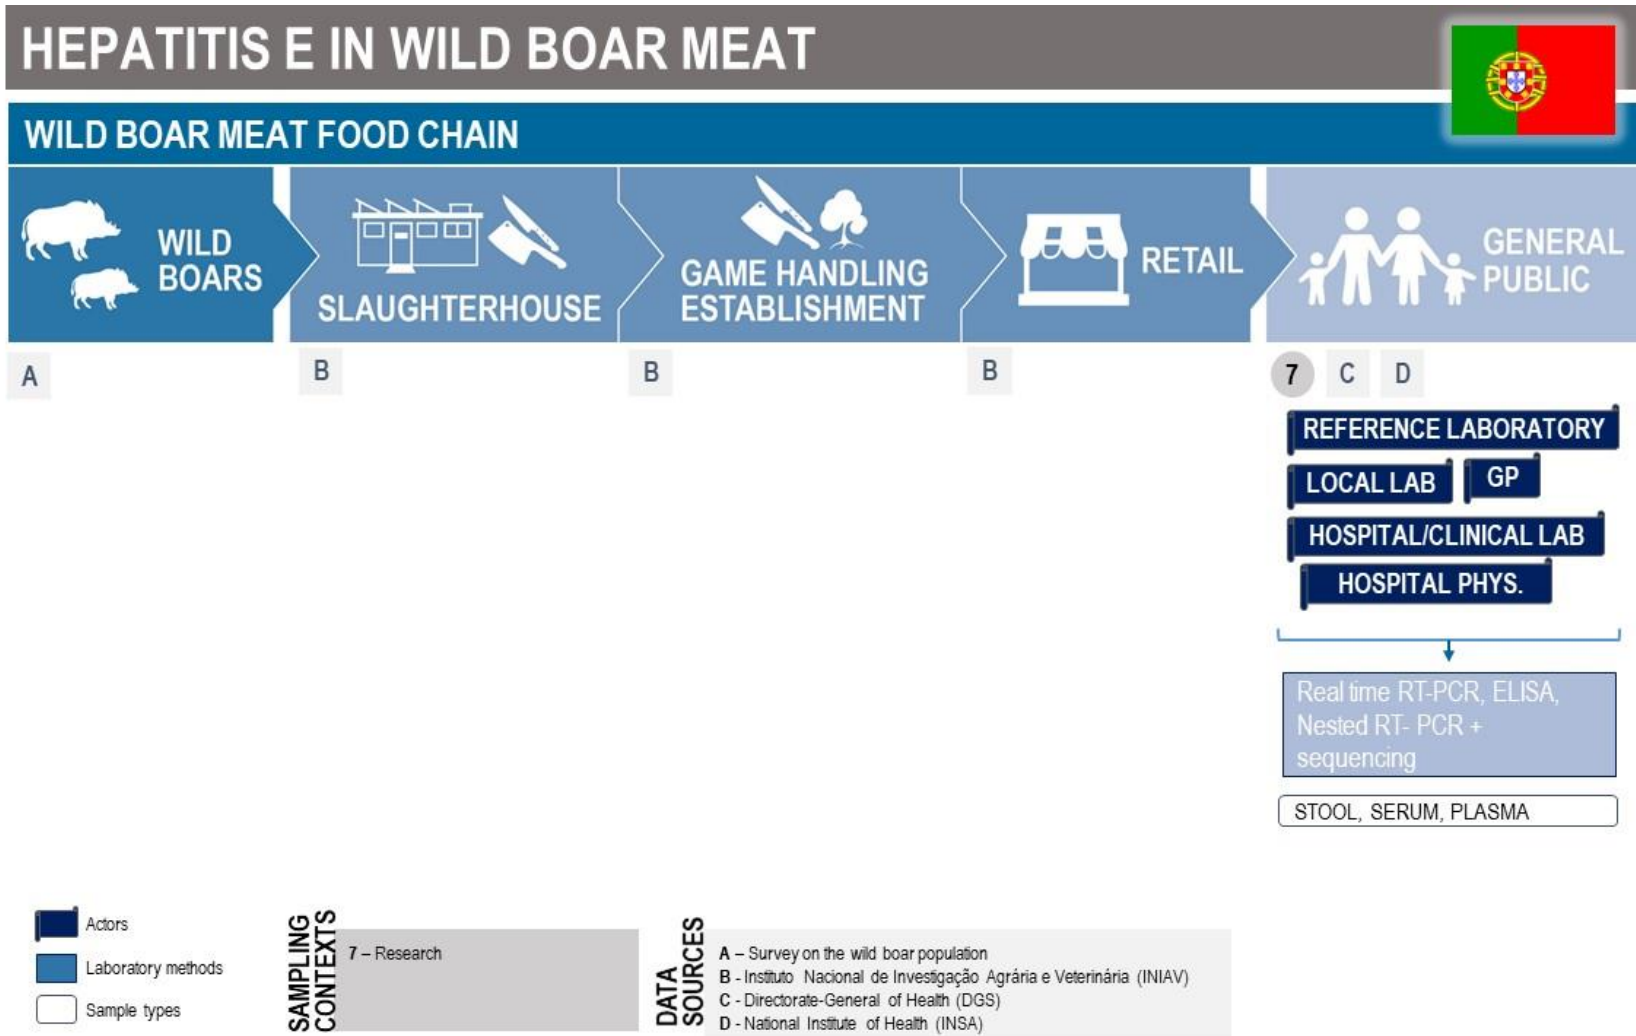 HEPATITIS E IN WILD BOAR MEAT
WILD BOAR MEAT FOOD CHAIN
WILD
BOARS
SLAUGHTERHOUSE
GAME HANDLING
ESTABLISHMENT
RETAIL
GENERAL
PUBLIC
A
B
B
B
7 C D
REFERENCE LABORATORY
LOCAL LAB GP
HOSPITAL/CLINICAL LAB
HOSPITAL PHYS.
Real time RT-PCR, ELISA,
Nested RT- PCR +
sequencing
STOOL, SERUM, PLASMA
Actors
Laboratory methods
Sample types
SAMPLING
CONTEXTS
7 – Research
DATA
SOURCES
A – Survey on the wild boar population
B - Instituto Nacional de Investigação Agrária e Veterinária (INIAV)
C - Directorate-General of Health (DGS)
D - National Institute of Health (INSA)